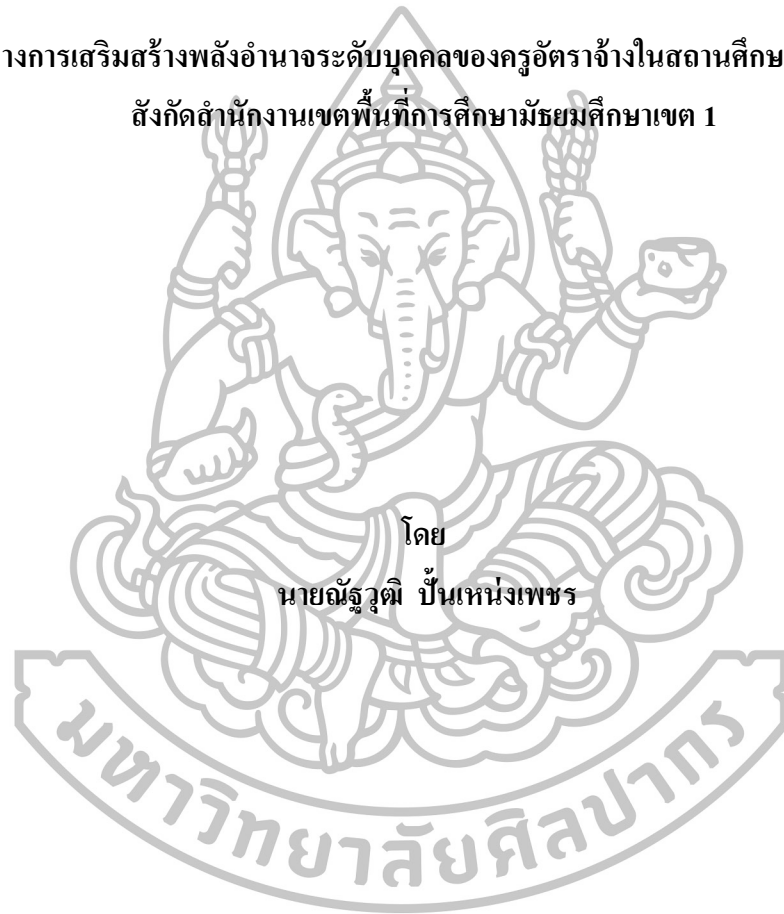 างการเสริมสร้างพลังอำนาจระดับบุคคลของครูอัตราจ้างในสถานศึกษ
สังกัดสำนักงานเขตพื้นที่การศึกษามัธยมศึกษาเขต 1
โดย
นายณัฐวุฒิ ปั้นเหน่งเพชร
มหาวิทยาลัยศิลปากร